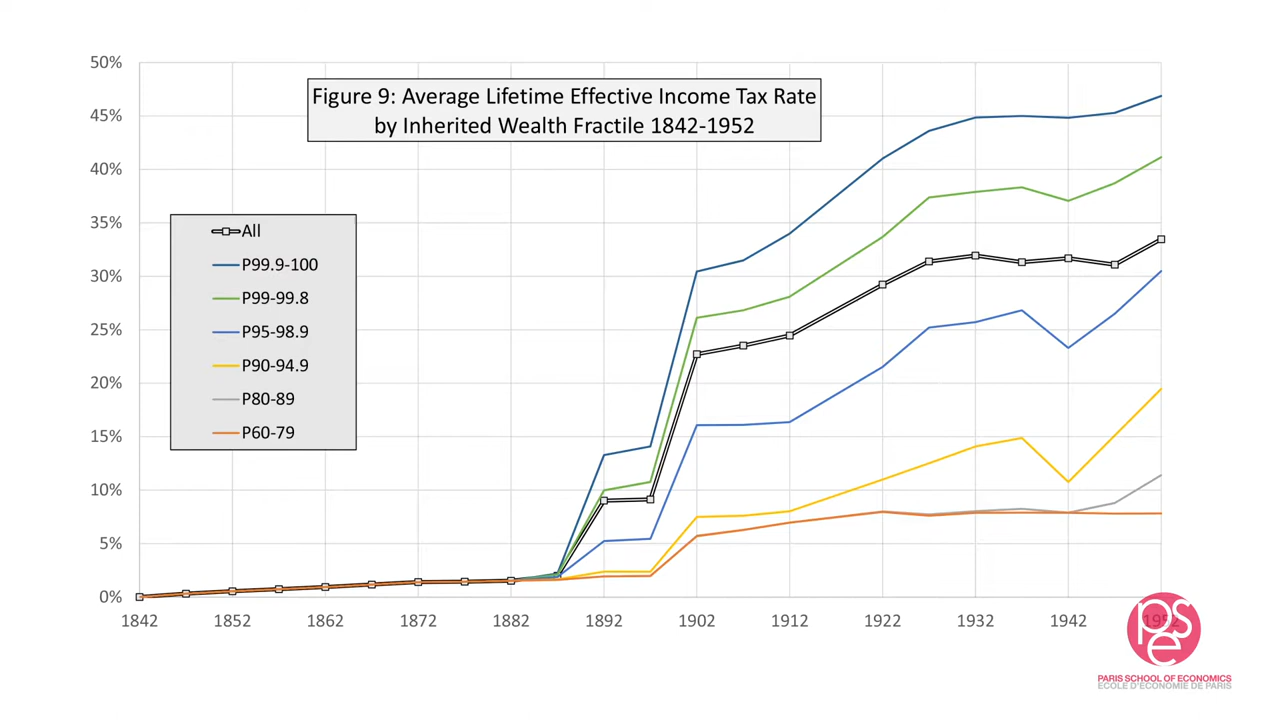 Figure 9: Average Lifetime Effective Income Tax Rate
by Inherited Wealth Fractile 1842-1952
50%
45%
40%
35%
30%
25%
20%
15%
10%
5%
0%
All
P99.9-100
P99-99.8
P95-98.9
P90-94.9
P80-89
P60-79
1842 1852 1862 1872 1882 1892 1902 1912 1922 1932 1942 1952
pse
PARIS SCHOOL OF ECONOMICS
ECOLE D'ECONOMIE DE PARIS